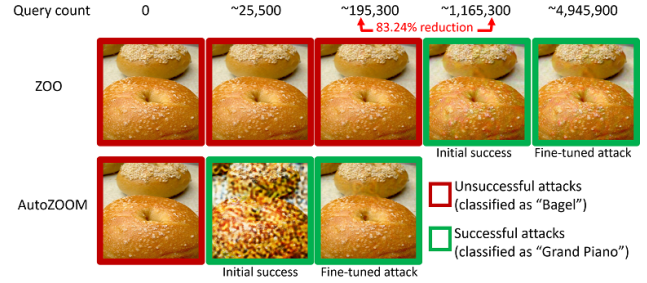 Query count 0 ~25,500 ~195,300 ~1,165,300 ~4,945,900
83.24% reduction
ZOO
Initial success Fine-tuned attack
AutoZOOM
Unsuccessful attacks
(classified as “Bagel”)
Successful attacks
(classified as “Grand Piano”)
Initial success Fine-tuned attack